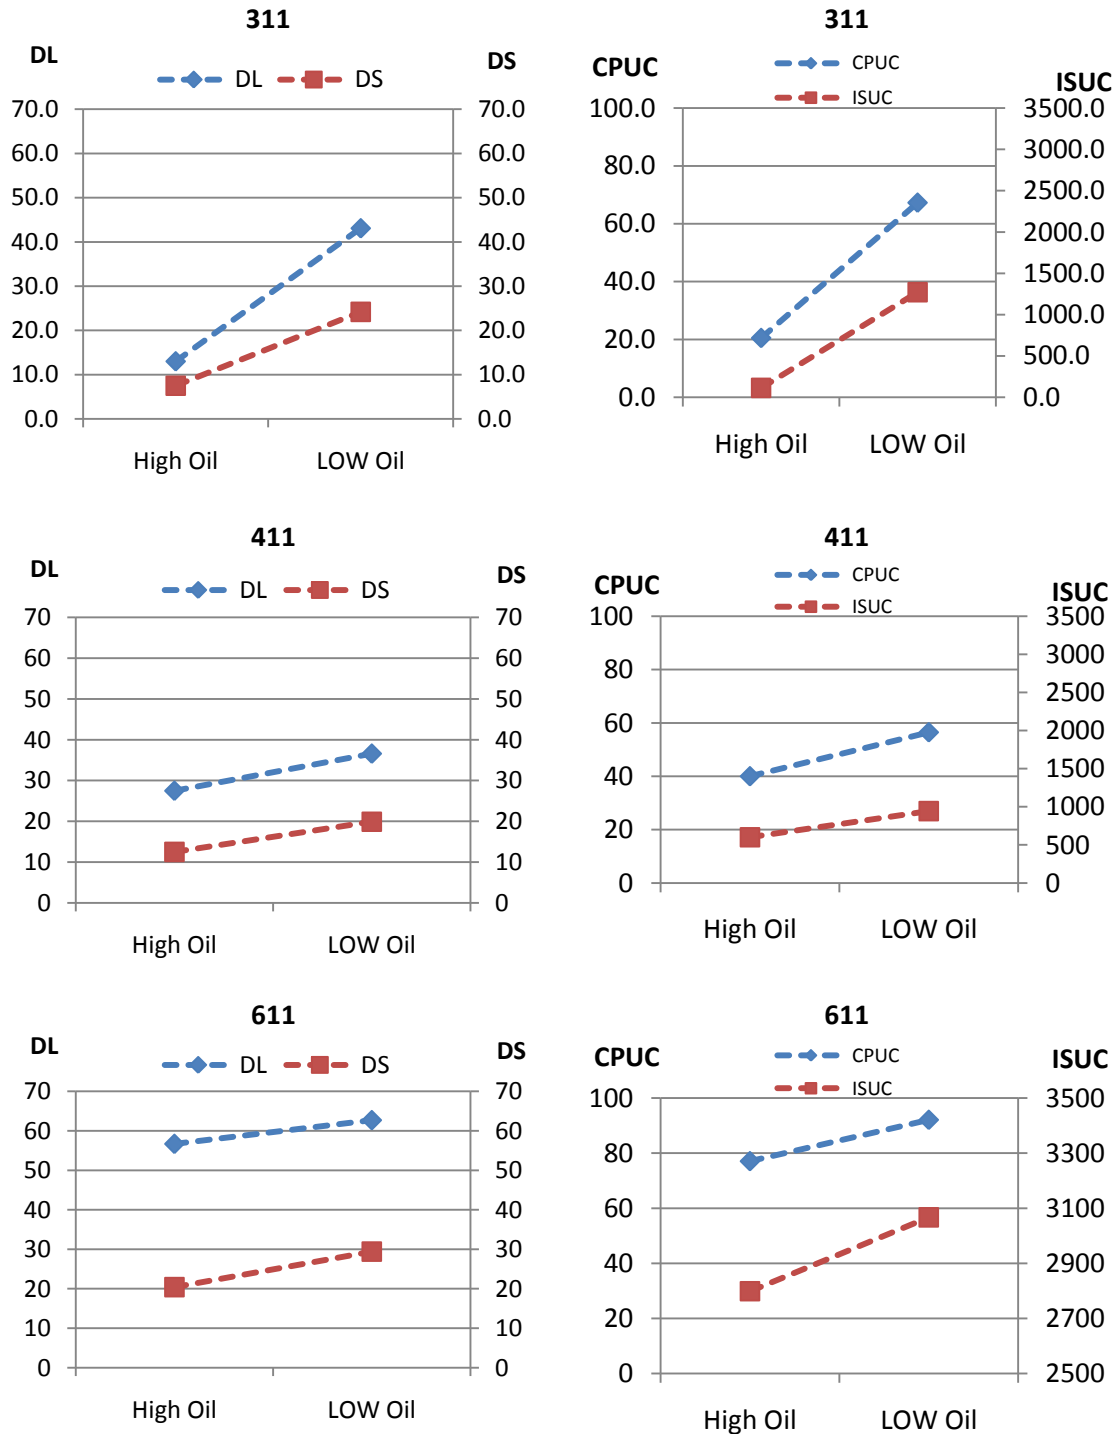 311
DL
DS
DL DS
70.0 70.0
60.0 60.0
50.0 50.0
40.0 40.0
30.0 30.0
20.0 20.0
10.0 10.0
0.0 0.0
High Oil LOW Oil
311
CPUC
ISUC
CPUC
ISUC
100.0 3500.0
3000.0
80.0
2500.0
60.0
2000.0
1500.0
40.0
1000.0
20.0
500.0
0.0 0.0
High Oil LOW Oil
411
DL
DS
DL DS
70 70
60 60
50 50
40 40
30 30
20 20
10 10
0 0
High Oil LOW Oil
411
CPUC
ISUC
CPUC
ISUC
100 3500
3000
80
2500
60
2000
1500
40
1000
20
500
0 0
High Oil LOW Oil
611
DL
DS
DL DS
70 70
60 60
50 50
40 40
30 30
20 20
10 10
0 0
High Oil LOW Oil
611
CPUC
ISUC
CPUC
ISUC
100 3500
80 3300
60 3100
40 2900
20 2700
0 2500
High Oil LOW Oil